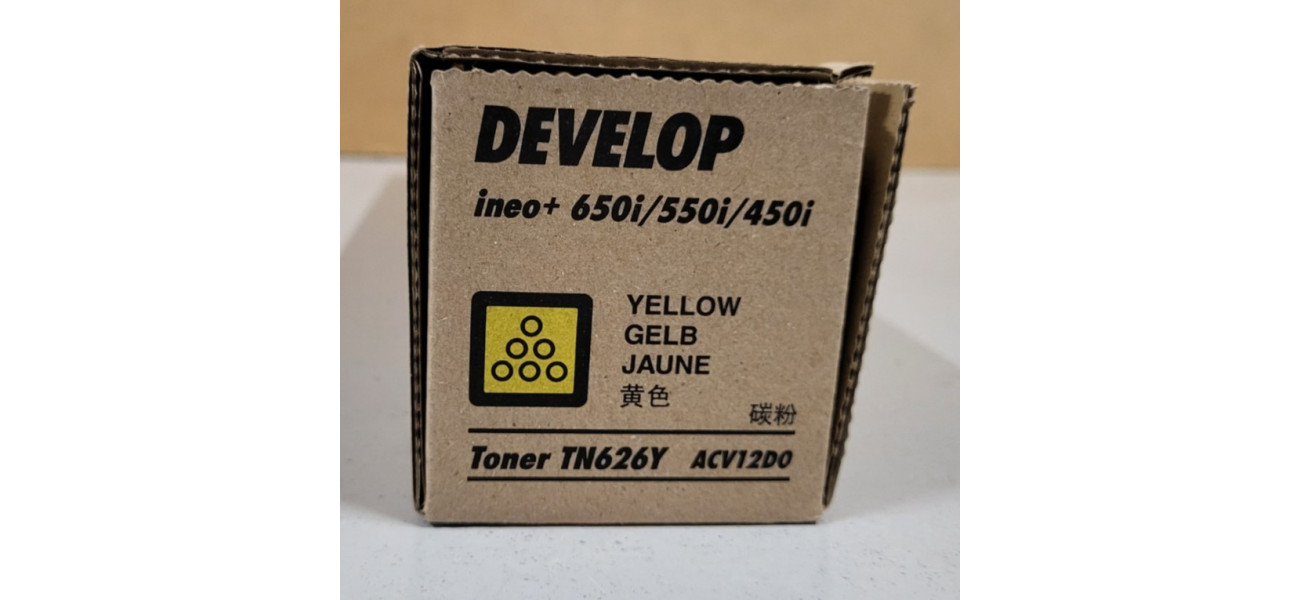 DEVELOP
ineo+ 650i/550i/450i
YELLOW
GELB
JAUNE
黄色
碳粉
Toner TN626Y ACV12D0